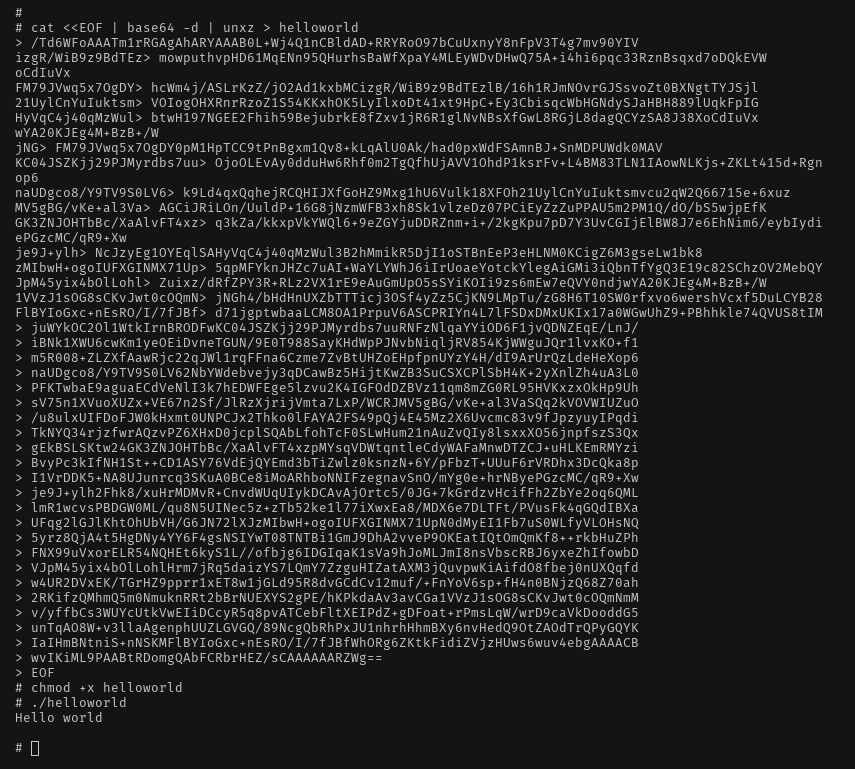 #
# cat <<EOF | base64 -d | unxz > helloworld
> /Td6WFoAAATm1rRGAgAhARYAAAB0L+Wj4Q1nCBldAD+RRYRoO97bCuUxnyY8nFpV3T4g7mv90YIV
izgR/WiB9z9BdTEz> mowputhvpHD61MqENn95QHurhsBaWfXpaY4MLEyWDvDHwQ75A+i4hi6pqc33RznBsqxd7oDQkEVW
oCdIuVx
FM79JVwq5x7OgDY> hcWm4j/ASLrKzZ/jO2Ad1kxbMCizgR/WiB9z9BdTEzlB/16h1RJmNOvrGJSsvoZt0BXNgtTYJSjl
21UylCnYuIuktsm> VOIogOHXRnrRzoZ1S54KKxhOK5LyIlxoDt41xt9HpC+Ey3CbisqcWbHGNdySJaHBH889lUqkFpIG
HyVqC4j40qMzWul> btwH197NGEE2Fhih59BejubrkE8fZxv1jR6R1glNvNBsXfGwL8RGjL8dagQCYzSA8J38XoCdIuVx
wYA20KJEg4M+BzB+/W
jNG> FM79JVwq5x7OgDY0pM1HpTCC9tPnBgxm1Qv8+kLqAlU0Ak/had0pxWdFSAmnBJ+SnMDPUWdk0MAV
KC04JSZKjj29PJMyrdbs7uu> OjoOLEvAy0dduHw6Rhf0m2TgQfhUjAVV1OhdP1ksrFv+L4BM83TLN1IAowNLKjs+ZKLt415d+Rgn
op6
naUDgco8/Y9TV9S0LV6> k9Ld4qxQqhejRCQHIJXfGoHZ9Mxg1hU6Vulk18XFOh21UylCnYuIuktsmvcu2qW2Q66715e+6xuz
MV5gBG/vKe+al3Va> AGCiJRiLOn/UuldP+16G8jNzmWFB3xh8Sk1vlzeDz07PCiEyZzZuPPAU5m2PM1Q/dO/bS5wjpEfK
GK3ZNJOHTbBc/XaAlvFT4xz> q3kZa/kkxpVkYWQl6+9eZGYjuDDRZnm+i+/2kgKpu7pD7Y3UvCGIjElBW8J7e6EhNim6/eybIydi
ePGzcMC/qR9+Xw
je9J+ylh> NcJzyEg1OYEqlSAHyVqC4j40qMzWul3B2hMmikR5DjI1oSTBnEeP3eHLNM0KCigZ6M3gseLw1bk8
zMIbwH+ogoIUFXGINMX71Up> 5qpMFYknJHZc7uAI+WaYLYWhJ6iIrUoaeYotckYlegAiGMi3iQbnTfYgQ3E19c82SChzOV2MebQY
JpM45yix4bOlLohl> Zuixz/dRfZPY3R+RLz2VX1rE9eAuGmUpO5sSYiKOIi9zs6mEw7eQVY0ndjwYA20KJEg4M+BzB+/W
1VVzJ1sOG8sCKvJwt0cOQmN> jNGh4/bHdHnUXZbTTTicj3OSf4yZz5CjKN9LMpTu/zG8H6T10SW0rfxvo6wershVcxf5DuLCYB28
FlBYIoGxc+nEsRO/I/7fJBf> d71jgptwbaaLCM8OA1PrpuV6ASCPRIYn4L7lFSDxDMxUKIx17a0WGwUhZ9+PBhhkle74QVUS8tIM
> juWYkOC2Ol1WtkIrnBRODFwKC04JSZKjj29PJMyrdbs7uuRNFzNlqaYYiOD6F1jvQDNZEqE/LnJ/
> iBNk1XWU6cwKm1yeOEiDvneTGUN/9E0T988SayKHdWpPJNvbNiqljRV854KjWWguJQr1lvxKO+f1
> m5R008+ZLZXfAawRjc22qJWl1rqFFna6Czme7ZvBtUHZoEHpfpnUYzY4H/dI9ArUrQzLdeHeXop6
> naUDgco8/Y9TV9S0LV62NbYWdebvejy3qDCawBz5HijtKwZB3SuCSXCPlSbH4K+2yXnlZh4uA3L0
> PFKTwbaE9aguaECdVeNlI3k7hEDWFEge5lzvu2K4IGFOdDZBVz11qm8mZG0RL95HVKxzxOkHp9Uh
> sV75n1XVuoXUZx+VE67n2Sf/JlRzXjrijVmta7LxP/WCRJMV5gBG/vKe+al3VaSQq2kVOVWIUZuO
> /u8ulxUIFDoFJW0kHxmt0UNPCJx2Thko0lFAYA2FS49pQj4E45Mz2X6Uvcmc83v9fJpzyuyIPqdi
> TkNYQ34rjzfwrAQzvPZ6XHxD0jcplSQAbLfohTcF0SLwHum21nAuZvQIy8lsxxXO56jnpfszS3Qx
> gEkBSLSKtw24GK3ZNJOHTbBc/XaAlvFT4xzpMYsqVDWtqntleCdyWAFaMnwDTZCJ+uHLKEmRMYzi
> BvyPc3kIfNH1St++CD1ASY76VdEjQYEmd3bTiZwlz0ksnzN+6Y/pFbzT+UUuF6rVRDhx3DcQka8p
> I1VrDDK5+NA8UJunrcq3SKuA0BCe8iMoARhboNNIFzegnavSnO/mYg0e+hrNByePGzcMC/qR9+Xw
> je9J+ylh2Fhk8/xuHrMDMvR+CnvdWUqUIykDCAvAjOrtc5/0JG+7kGrdzvHcifFh2ZbYe2oq6QML
> lmR1wcvsPBDGW0ML/qu8N5UINec5z+zTb52ke1l77iXwxEa8/MDX6e7DLTFt/PVusFk4qGQdIBXa
> UFqg2lGJlKhtOhUbVH/G6JN72lXJzMIbwH+ogoIUFXGINMX71UpN0dMyEI1Fb7uS0WLfyVLOHsNQ
> 5yrz8QjA4t5HgDNy4YY6F4gsNSIYwT08TNTBi1GmJ9DhA2vveP9OKEatIQtOmQmKf8++rkbHuZPh
> FNX99uVxorELR54NQHEt6kyS1L//ofbjg6IDGIqaK1sVa9hJoMLJmI8nsVbscRBJ6yxeZhIfowbD
> VJpM45yix4bOlLohlHrm7jRq5daizYS7LQmY7ZzguHIZatAXM3jQuvpwKiAifdO8fbej0nUXQqfd
> w4UR2DVxEK/TGrHZ9pprr1xET8w1jGLd95R8dvGCdCv12muf/+FnYoV6sp+fH4n0BNjzQ68Z70ah
> 2RKifzQMhmQ5m0NmuknRRt2bBrNUEXYS2gPE/hKPkdaAv3avCGa1VVzJ1sOG8sCKvJwt0cOQmNmM
> v/yffbCs3WUYcUtkVwEIiDCcyR5q8pvATCebFltXEIPdZ+gDFoat+rPmsLqW/wrD9caVkDooddG5
> unTqAO8W+v3llaAgenphUUZLGVGQ/89NcgQbRhPxJU1nhrhHhmBXy6nvHedQ9OtZAOdTrQPyGQYK
> IaIHmBNtniS+nNSKMFlBYIoGxc+nEsRO/I/7fJBfWhORg6ZKtkFidiZVjzHUws6wuv4ebgAAAACB
> wvIKiML9PAABtRDomgQAbFCRbrHEZ/sCAAAAAARZWg==
> EOF
# chmod +x helloworld
# ./helloworld
Hello world
#